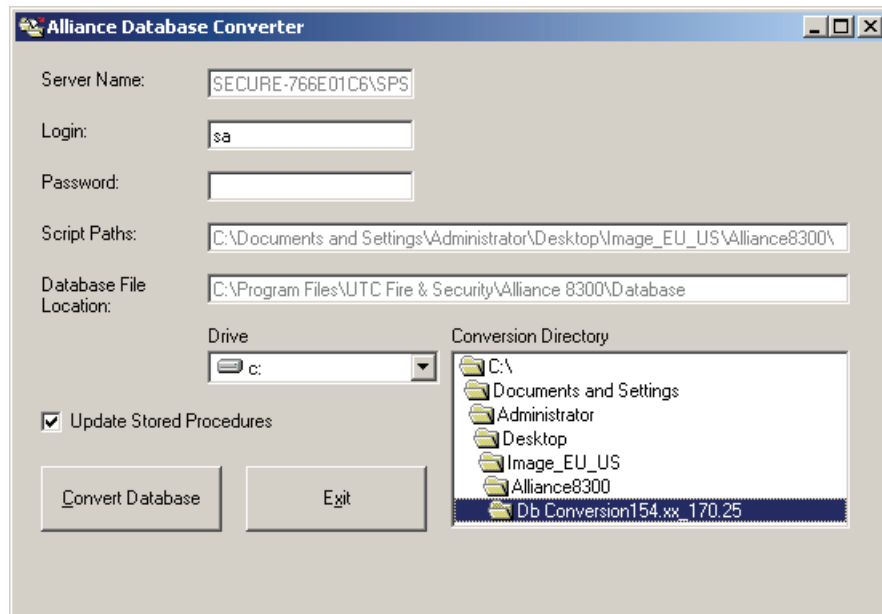 Alliance Database Converter
Server Name:
SECURE-766E01C6\SPS
Login:
sa
Password:
Script Paths:
C:\Documents and Settings\Administrator\Desktop\Image_EU_US\Alliance8300\
Database File
Location:
C:\Program Files\UTC Fire & Security\Alliance 8300\Database
Drive
c:
Conversion Directory
C:\
Documents and Settings
Administrator
Desktop
Image_EU_US
Alliance8300
Db Conversion154.xx_170.25
Update Stored Procedures
Convert Database
Exit